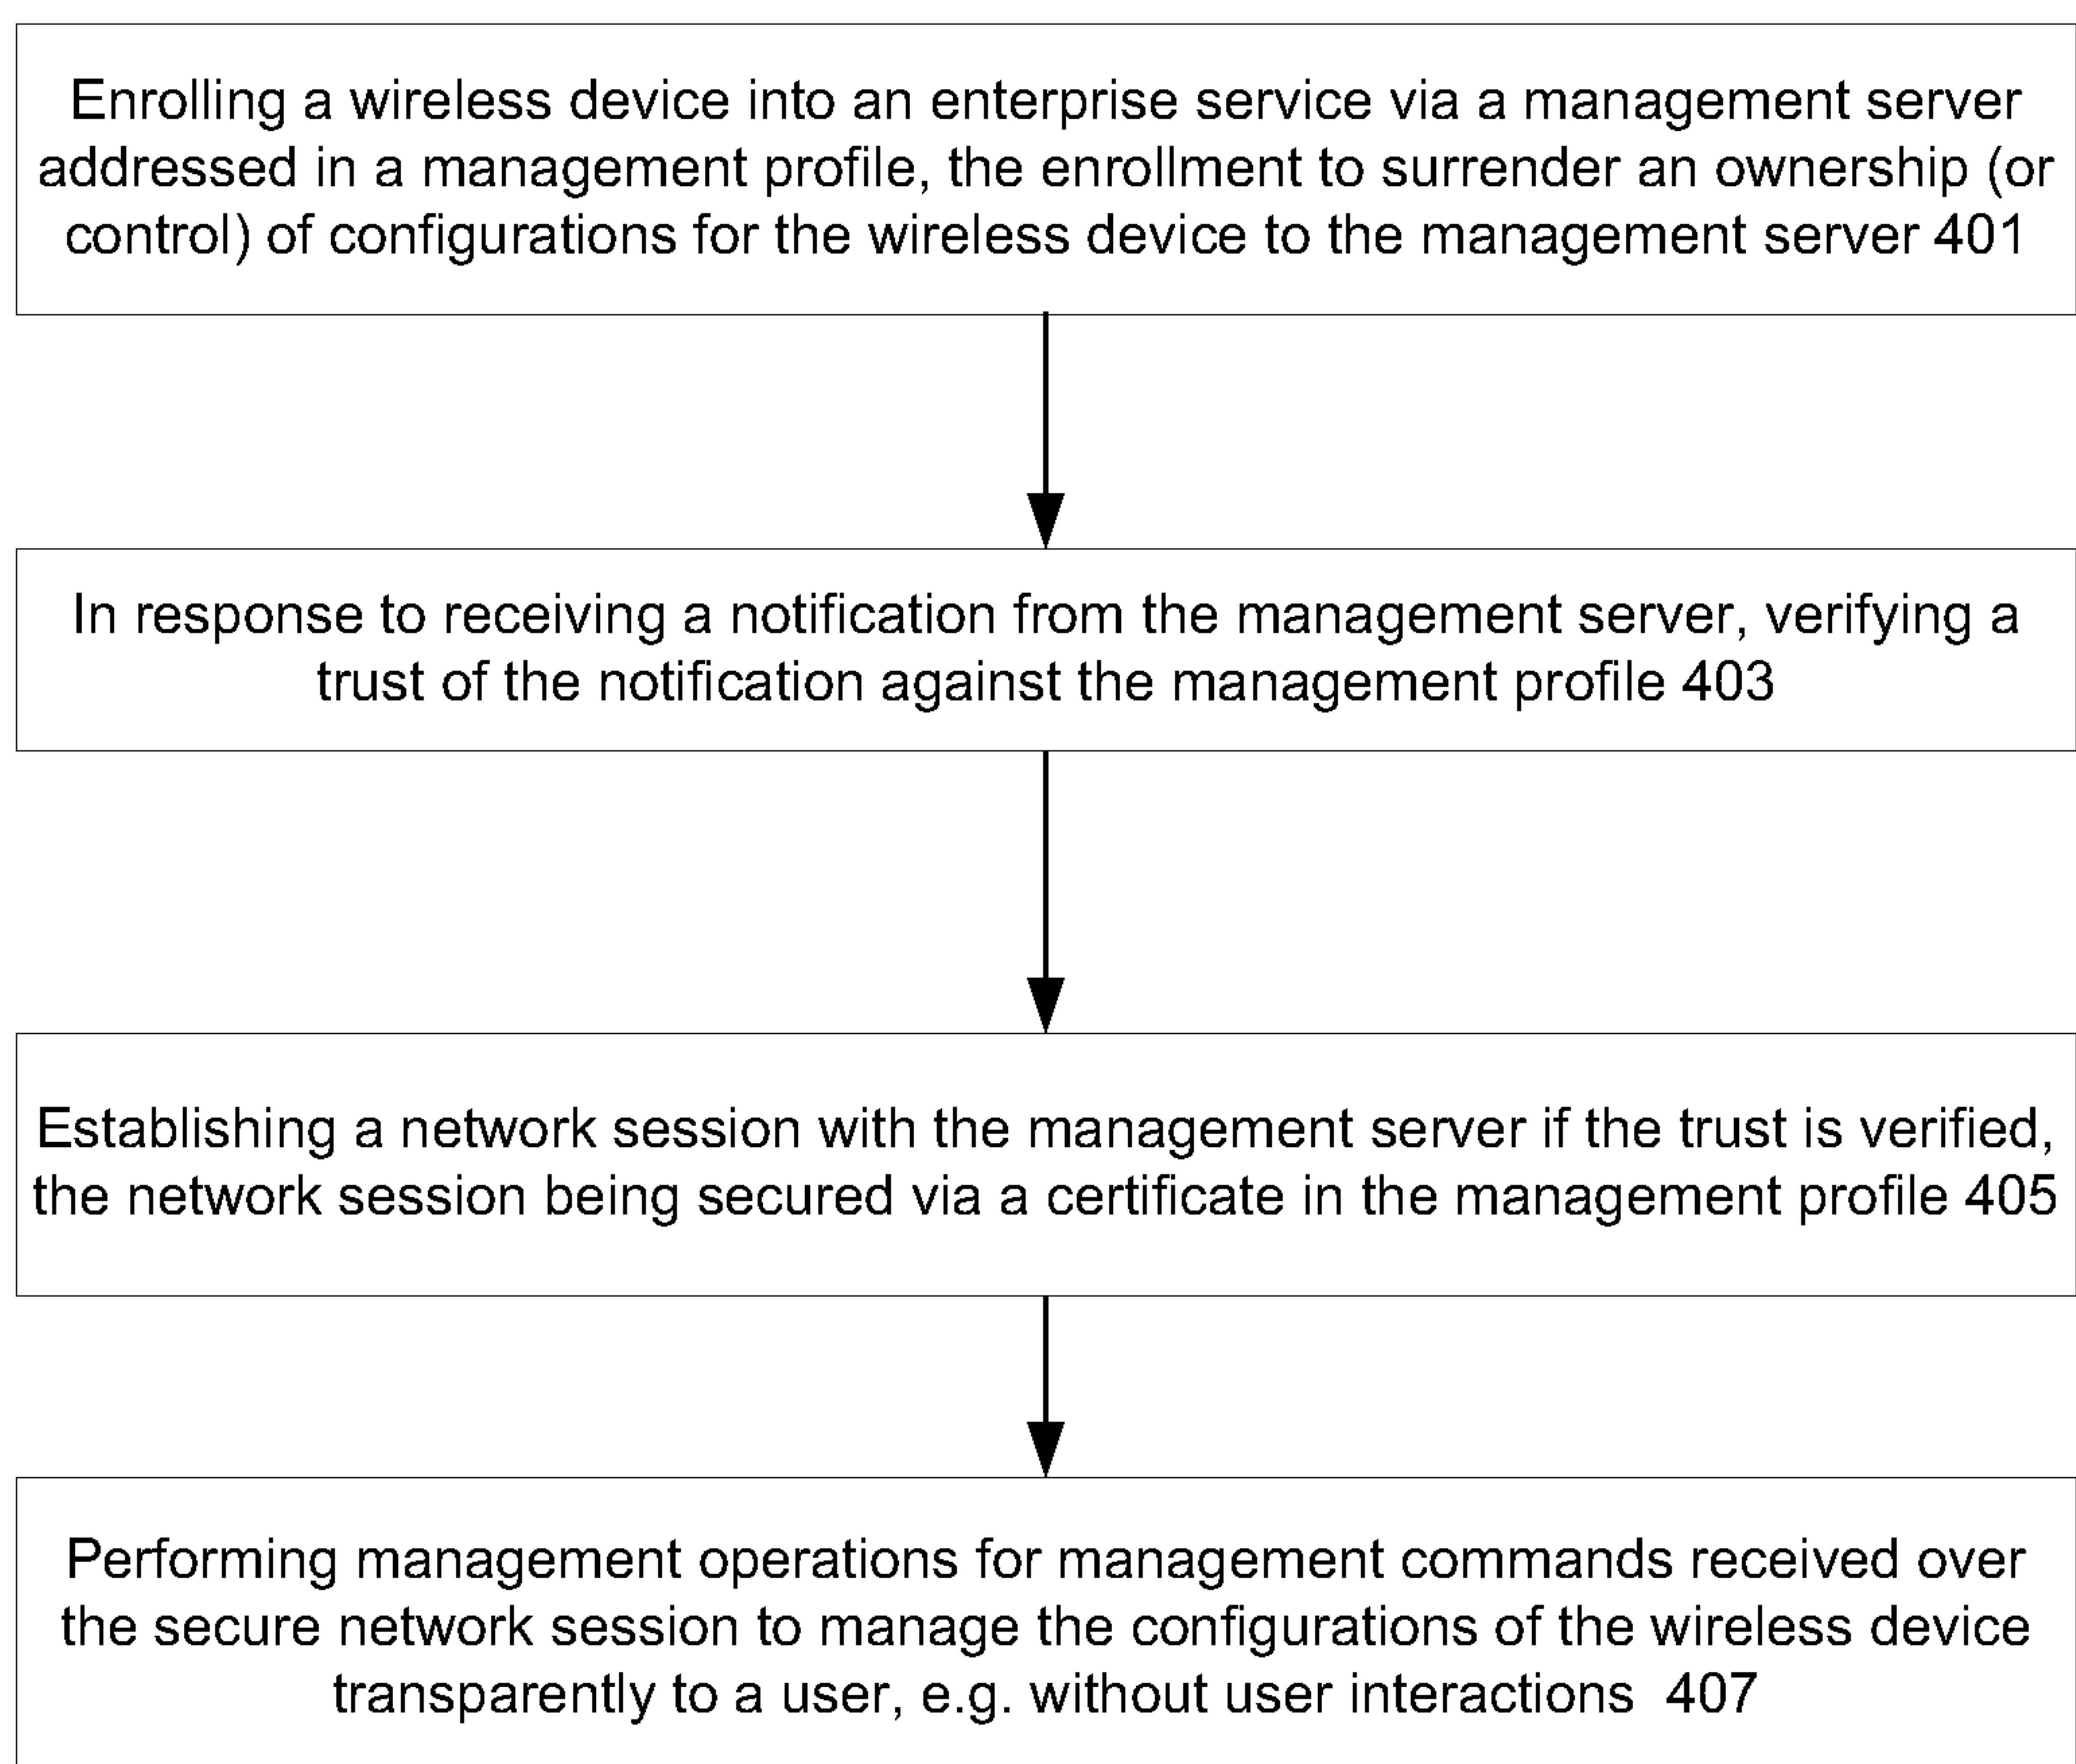 Enrolling a wireless device into an enterprise service via a management server
addressed in a management profile, the enrollment to surrender an ownership (or
control) of configurations for the wireless device to the management server 401
In response to receiving a notification from the management server, verifying a
trust of the notification against the management profile 403
Establishing a network session with the management server if the trust is verified,
the network session being secured via a certificate in the management profile 405
Performing management operations for management commands received over
the secure network session to manage the configurations of the wireless device
transparently to a user, e.g. without user interactions  407